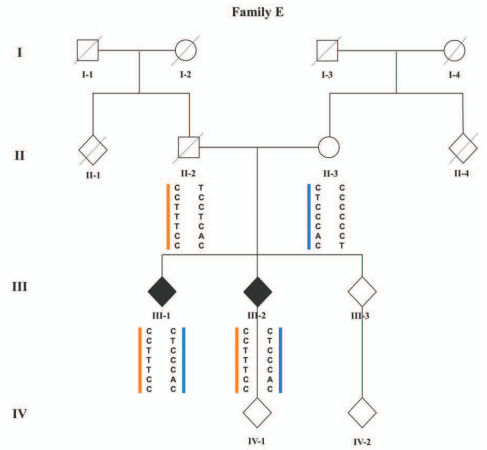 Family E
I
I-1 I-2 I-3 I-4
II
II-1 II-2 II-3 II-4
C T C C
C C T C
T C C C
T T C C
T C C C
C A A C
C C C T
III
III-1 III-2 III-3
C C C C
C T C T
T C T C
T C T C
T C T C
C A C A
C C C C
IV
IV-1 IV-2